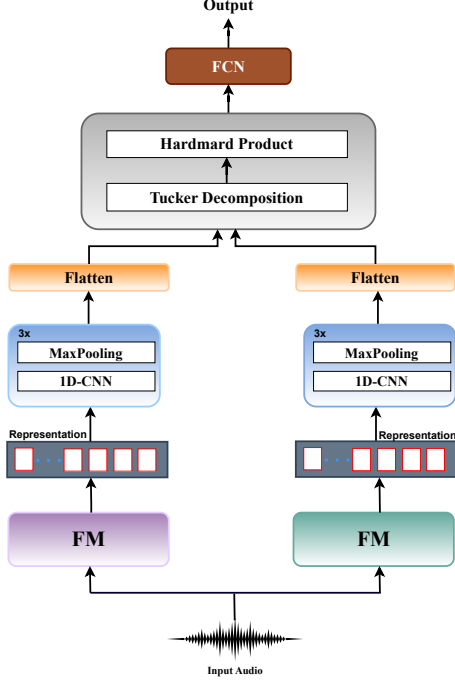 Output
FCN
Hardmard Product
Tucker Decomposition
Flatten
Flatten
3x
MaxPooling
1D-CNN
3x
MaxPooling
1D-CNN
Representation
Representation
FM
FM
Input Audio